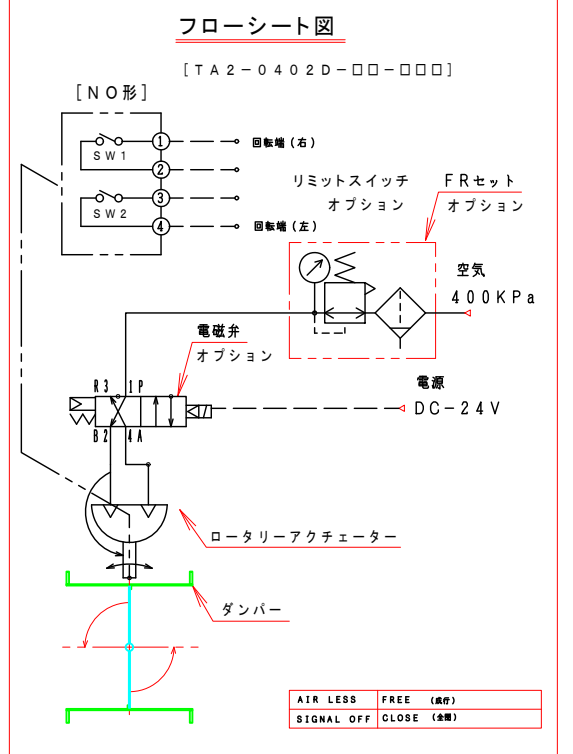 フローシート図
[TA2-0402D-□□-□□□]
[NO形]
SW1
1
2
SW2
3
4
回転端(右)
回転端(左)
リミットスイッチ
オプション
FRセット
オプション
空気
400KPa
電磁弁
オプション
R3 1P
B2 4A
電源
DC-24V
ロータリーアクチェーター
ダンパー
AIR LESS FREE (成行)
SIGNAL OFF CLOSE (全閉)